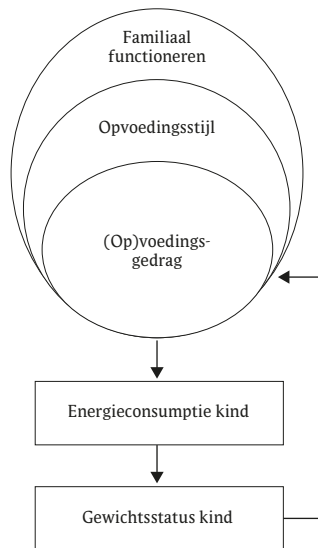 Familiaal
functioneren
Opvoedingsstijl
(Op)voedings-
gedrag
Energieconsumptie kind
Gewichtsstatus kind